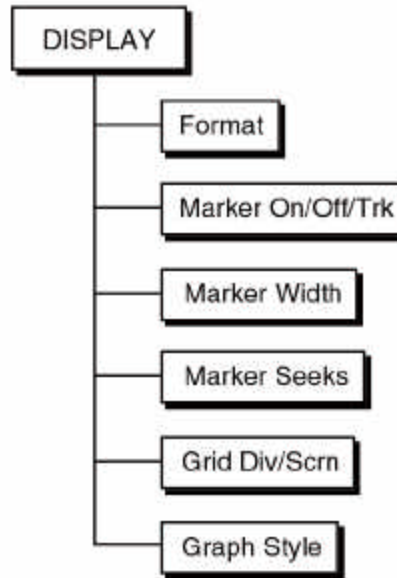 DISPLAY
Format
Marker On/Off/Trk
Marker Width
Marker Seeks
Grid Div/Scrn
Graph Style